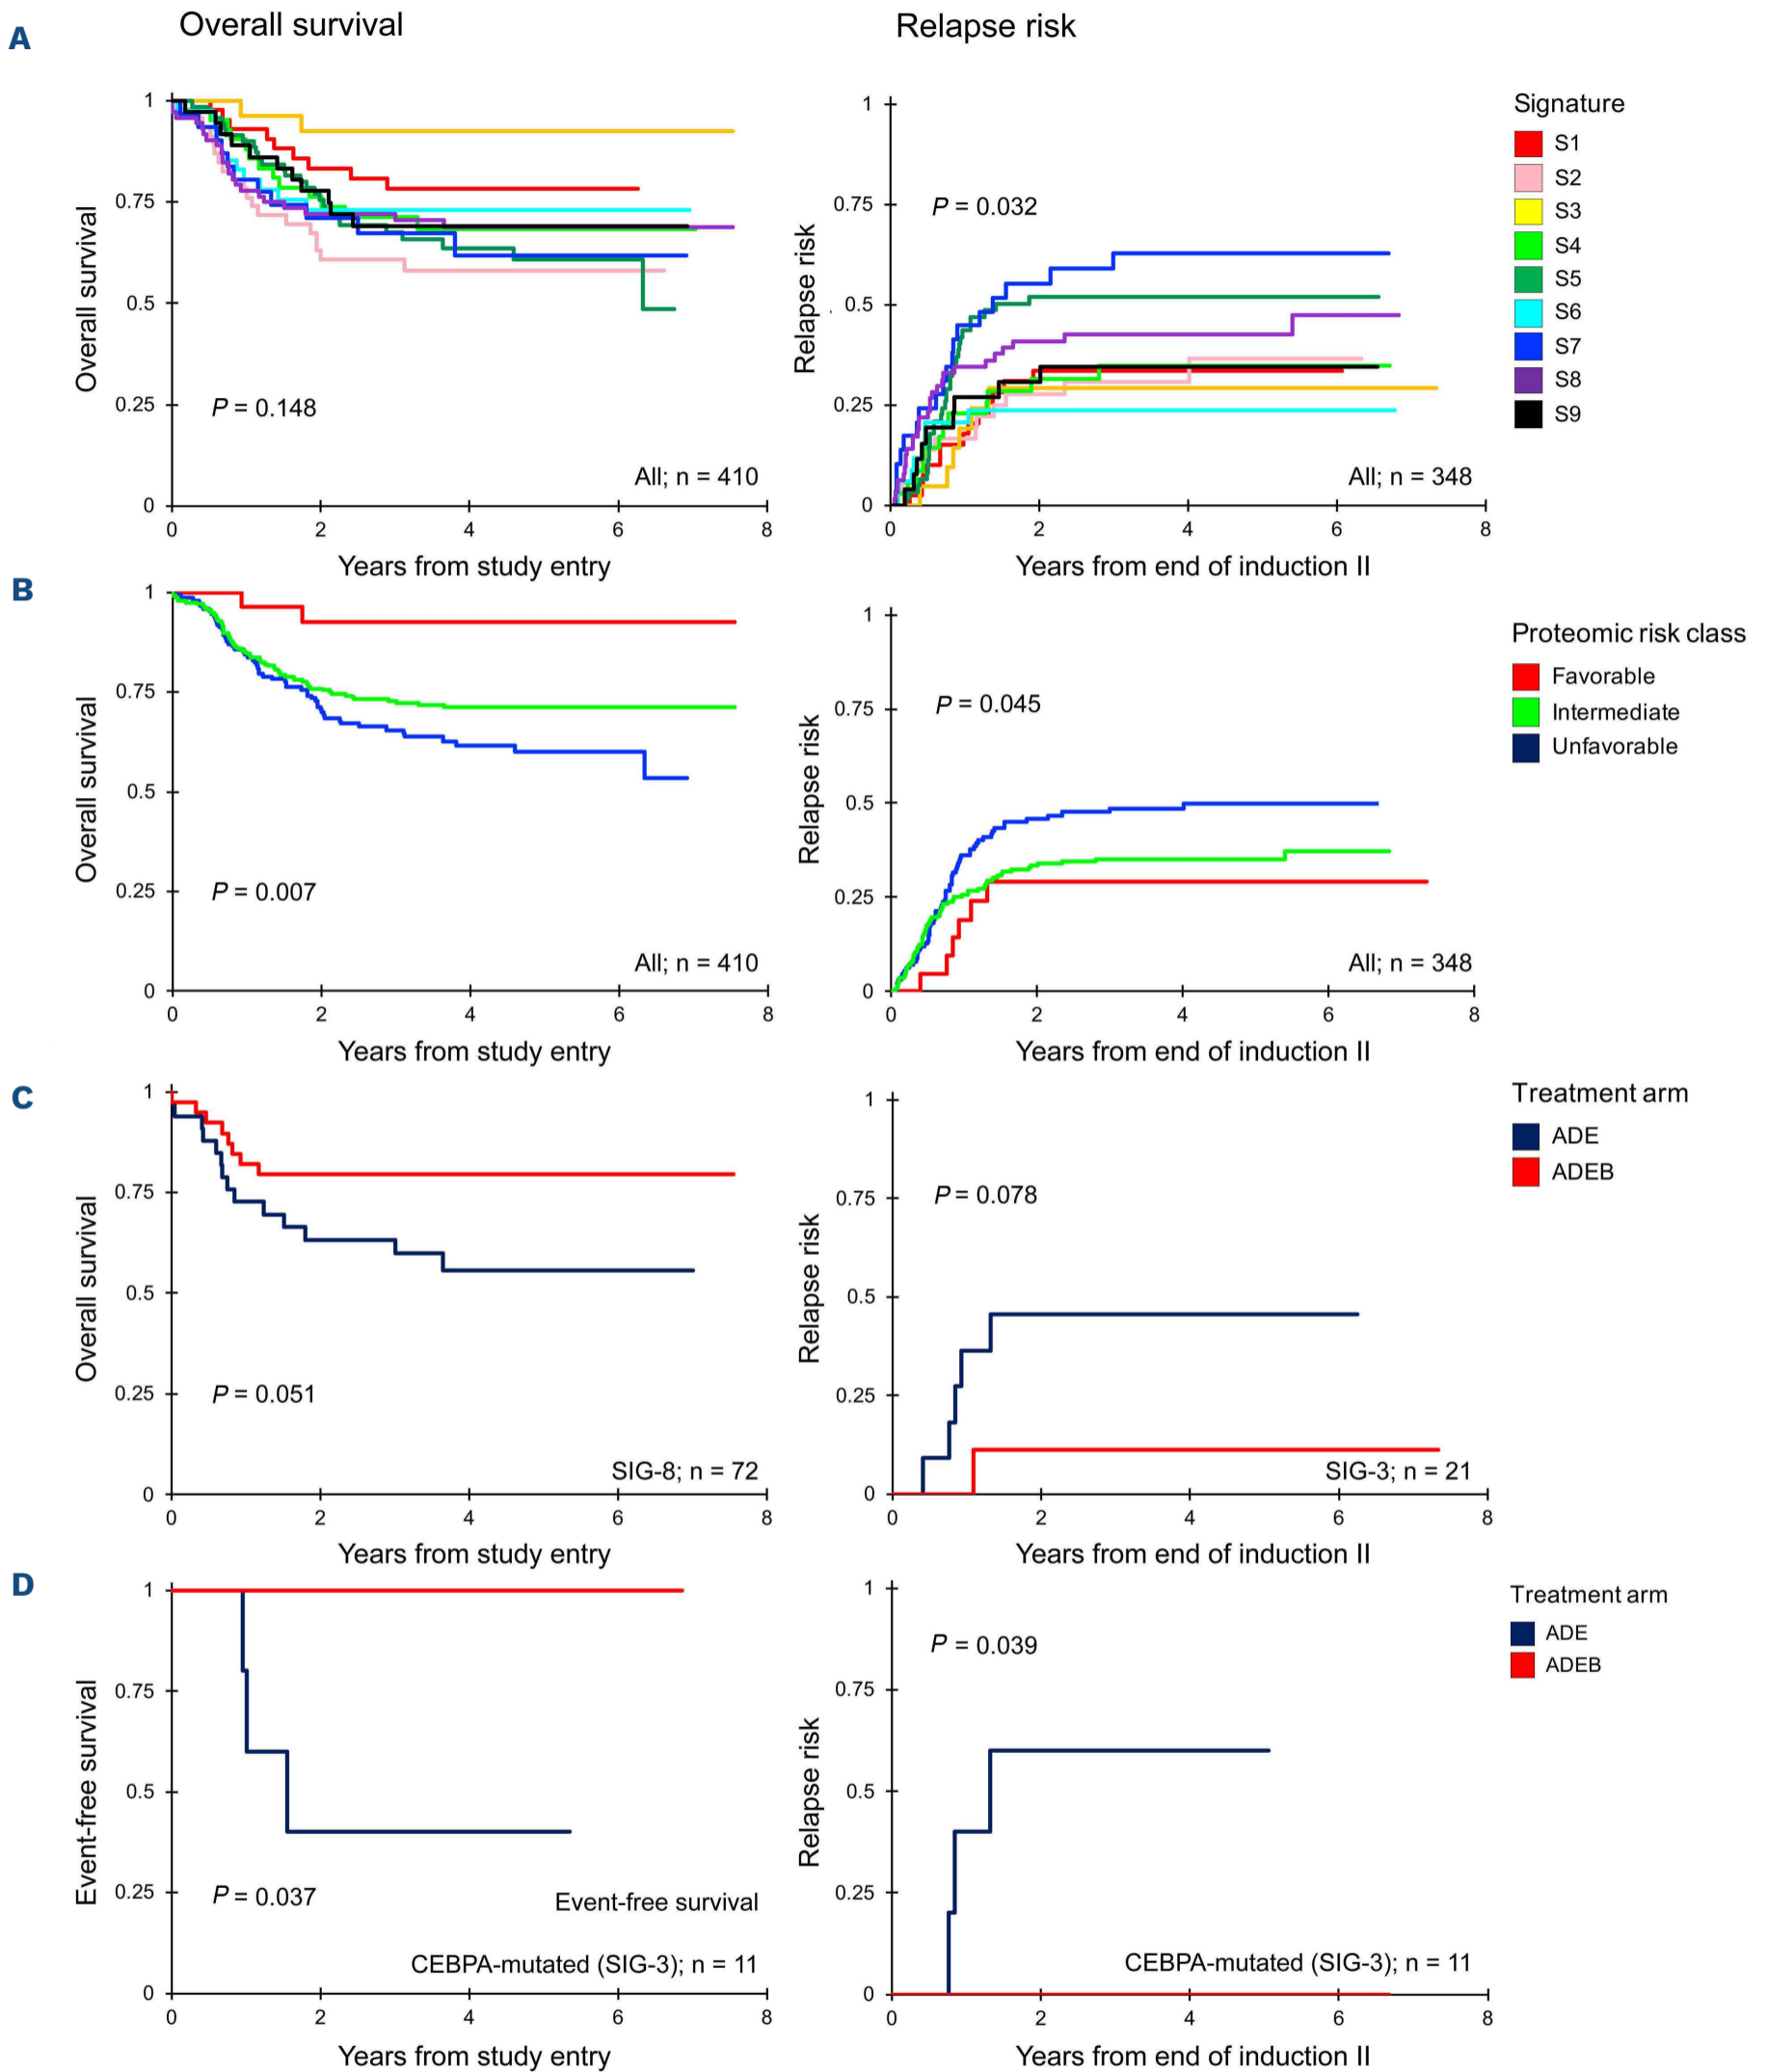 A
Overall survival
Relapse risk
Overall survival
1
0.75
0.5
0.25
0
P = 0.148
All; n = 410
0 2 4 6 8
Years from study entry
Relapse risk
1
0.75
0.5
0.25
0
P = 0.032
All; n = 348
0 2 4 6 8
Years from end of induction II
Signature
S1
S2
S3
S4
S5
S6
S7
S8
S9
B
Overall survival
1
0.75
0.5
0.25
0
P = 0.007
All; n = 410
0 2 4 6 8
Years from study entry
Relapse risk
1
0.75
0.5
0.25
0
P = 0.045
All; n = 348
0 2 4 6 8
Years from end of induction II
Proteomic risk class
Favorable
Intermediate
Unfavorable
C
Overall survival
1
0.75
0.5
0.25
0
P = 0.051
SIG-8; n = 72
0 2 4 6 8
Years from study entry
Relapse risk
1
0.75
0.5
0.25
0
P = 0.078
SIG-3; n = 21
0 2 4 6 8
Years from end of induction II
Treatment arm
ADE
ADEB
D
Event-free survival
1
0.75
0.5
0.25
0
P = 0.037
Event-free survival
CEBPA-mutated (SIG-3); n = 11
0 2 4 6 8
Years from study entry
Relapse risk
1
0.75
0.5
0.25
0
P = 0.039
CEBPA-mutated (SIG-3); n = 11
0 2 4 6 8
Years from end of induction II
Treatment arm
ADE
ADEB